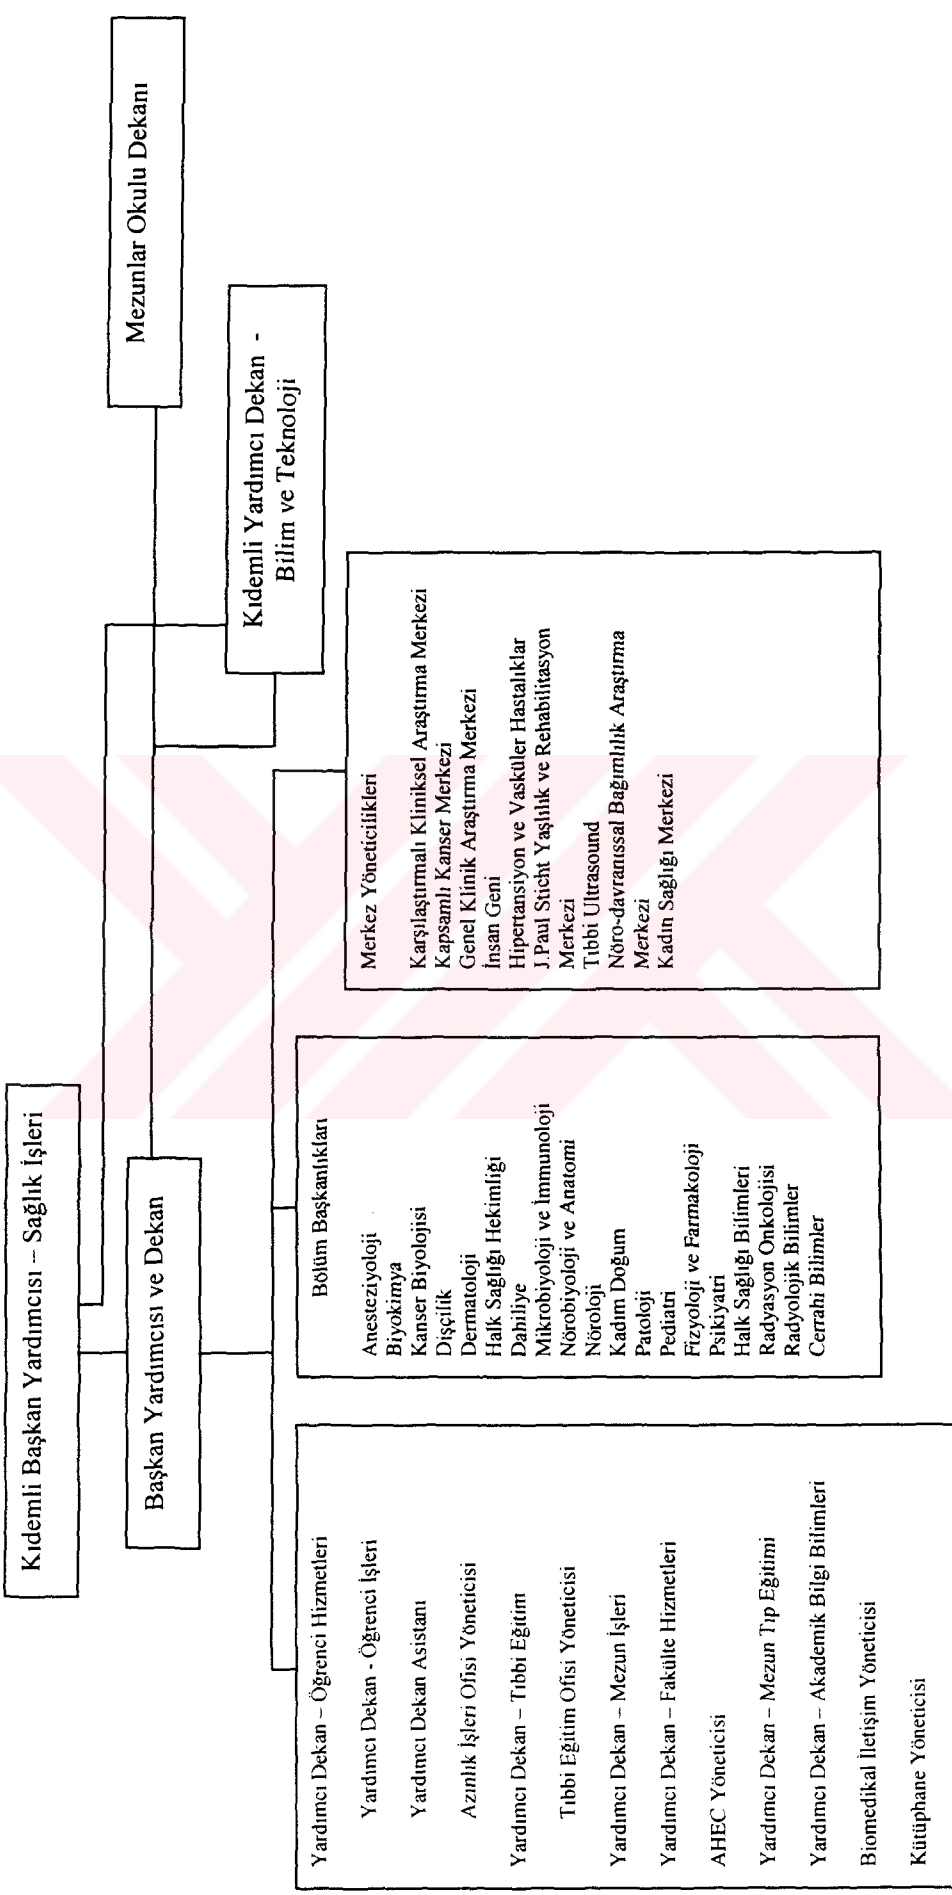 Kıdemli Başkan Yardımcısı – Sağlık İşleri
Mezunlar Okulu Dekanı
Başkan Yardımcısı ve Dekan
Kıdemli Yardımcı Dekan -
Bilim ve Teknoloji
Yardımcı Dekan – Öğrenci Hizmetleri
Yardımcı Dekan - Öğrenci İşleri
Yardımcı Dekan Asistanı
Azınlık İşleri Ofisi Yöneticisi
Yardımcı Dekan – Tıbbi Eğitim
Tıbbi Eğitim Ofisi Yöneticisi
Yardımcı Dekan – Mezun İşleri
Yardımcı Dekan – Fakülte Hizmetleri
AHEC Yöneticisi
Yardımcı Dekan – Mezun Tıp Eğitimi
Yardımcı Dekan – Akademik Bilgi Bilimleri
Biomedikal İletişim Yöneticisi
Kütüphane Yöneticisi
Bölüm Başkanlıkları
Anesteziyoloji
Biyokimya
Kanser Biyolojisi
Dişçilik
Dermatoloji
Halk Sağlığı Hekimliği
Dahiliye
Mikrobiyoloji ve İmmunoloji
Nörobiyoloji ve Anatomi
Nöroloji
Kadım Doğum
Patoloji
Pediatri
Fizyoloji ve Farmakoloji
Psikiyatri
Halk Sağlığı Bilimleri
Radyasyon Onkolojisi
Radyolojik Bilimler
Cerrahi Bilimler
Merkez Yöneticilikleri
Karşılaştırmalı Kliniksel Araştırma Merkezi
Kapsamlı Kanser Merkezi
Genel Klinik Araştırma Merkezi
İnsan Geni
Hipertansiyon ve Vasküler Hastalıklar
J.Paul Sticht Yaşlılık ve Rehabilitasyon
Merkezi
Tıbbi Ultrasound
Nöro-davranıssal Bağımlılık Araştırma
Merkezi
Kadın Sağlığı Merkezi